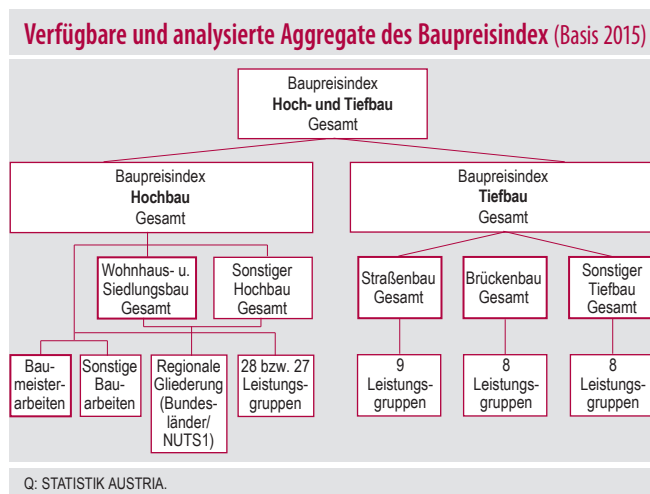 Verfügbare und analysierte Aggregate des Baupreisindex (Basis 2015)
Baupreisindex
Hoch- und Tiefbau
Gesamt
Baupreisindex
Hochbau
Gesamt
Baupreisindex
Tiefbau
Gesamt
Wohnhaus- u.
Siedlungsbau
Gesamt
Sonstiger
Hochbau
Gesamt
Straßenbau
Gesamt
Brückenbau
Gesamt
Sonstiger
Tiefbau
Gesamt
Bau-
meister-
arbeiten
Sonstige
Bau-
arbeiten
Regionale
Gliederung
(Bundes-
länder/
NUTS1)
28 bzw. 27
Leistungs-
gruppen
9
Leistungs-
gruppen
8
Leistungs-
gruppen
8
Leistungs-
gruppen
Q: STATISTIK AUSTRIA.